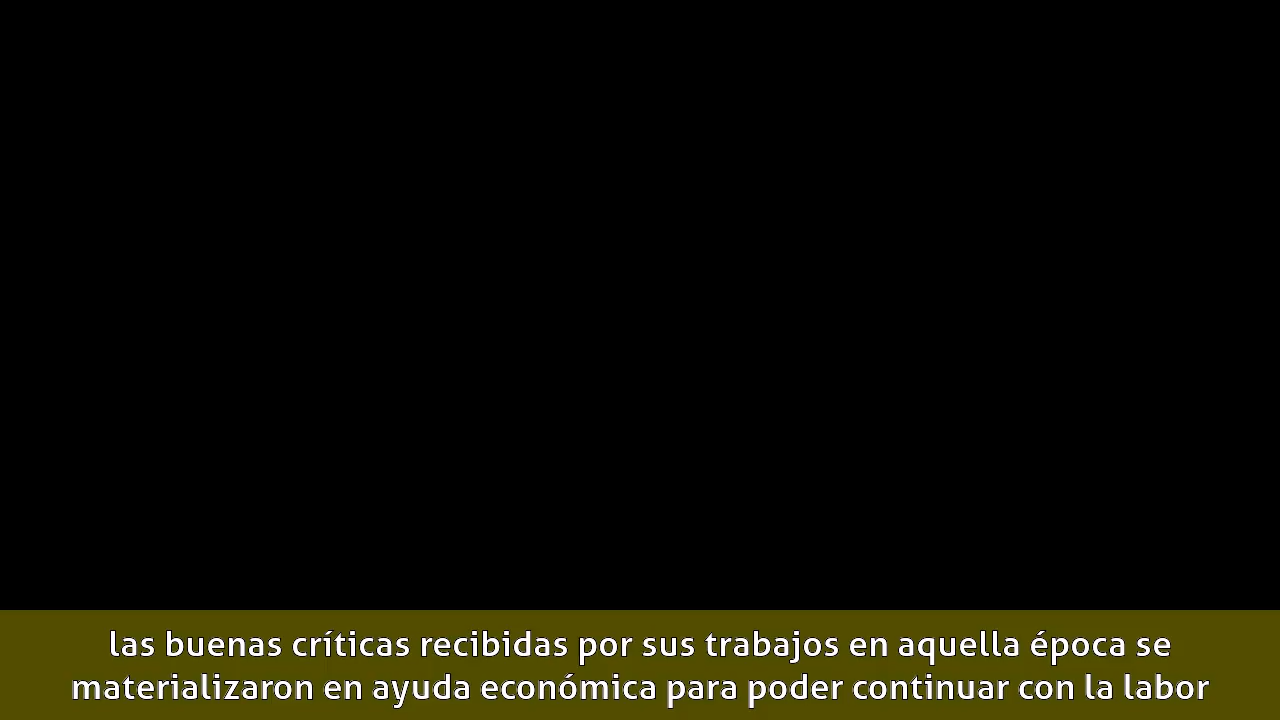 las buenas críticas recibidas por sus trabajos en aquella época se
materializaron en ayuda económica para poder continuar con la labor